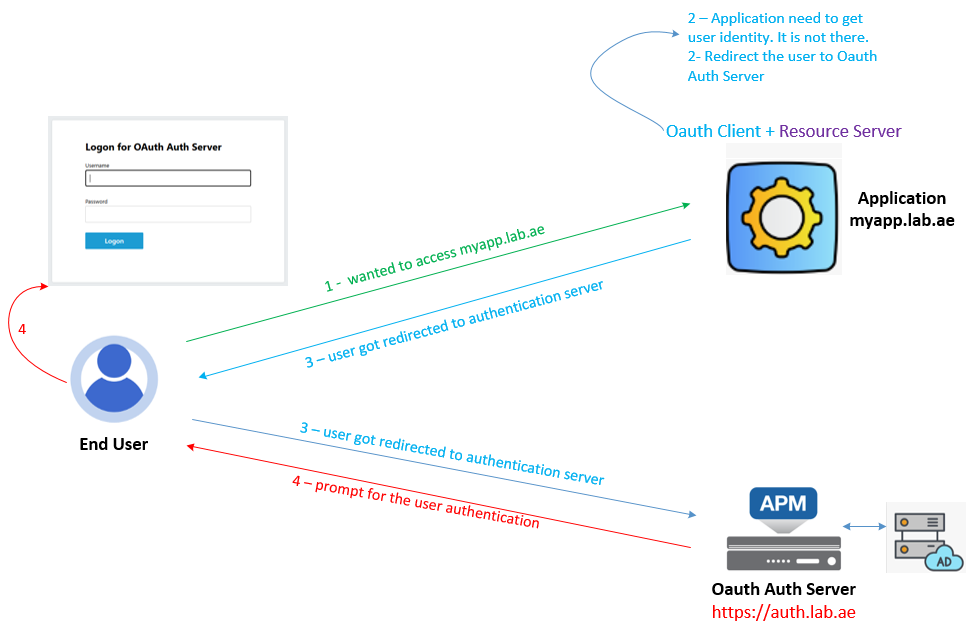 2 – Application need to get
user identity. It is not there.
2- Redirect the user to Oauth
Auth Server
Oauth Client + Resource Server
Application
myapp.lab.ae
Logon for OAuth Auth Server
Username
Password
Logon
1 -  wanted to access myapp.lab.ae
3 – user got redirected to authentication server
4
End User
3 – user got redirected to authentication server
4 – prompt for the user authentication
APM
AD
Oauth Auth Server
https://auth.lab.ae